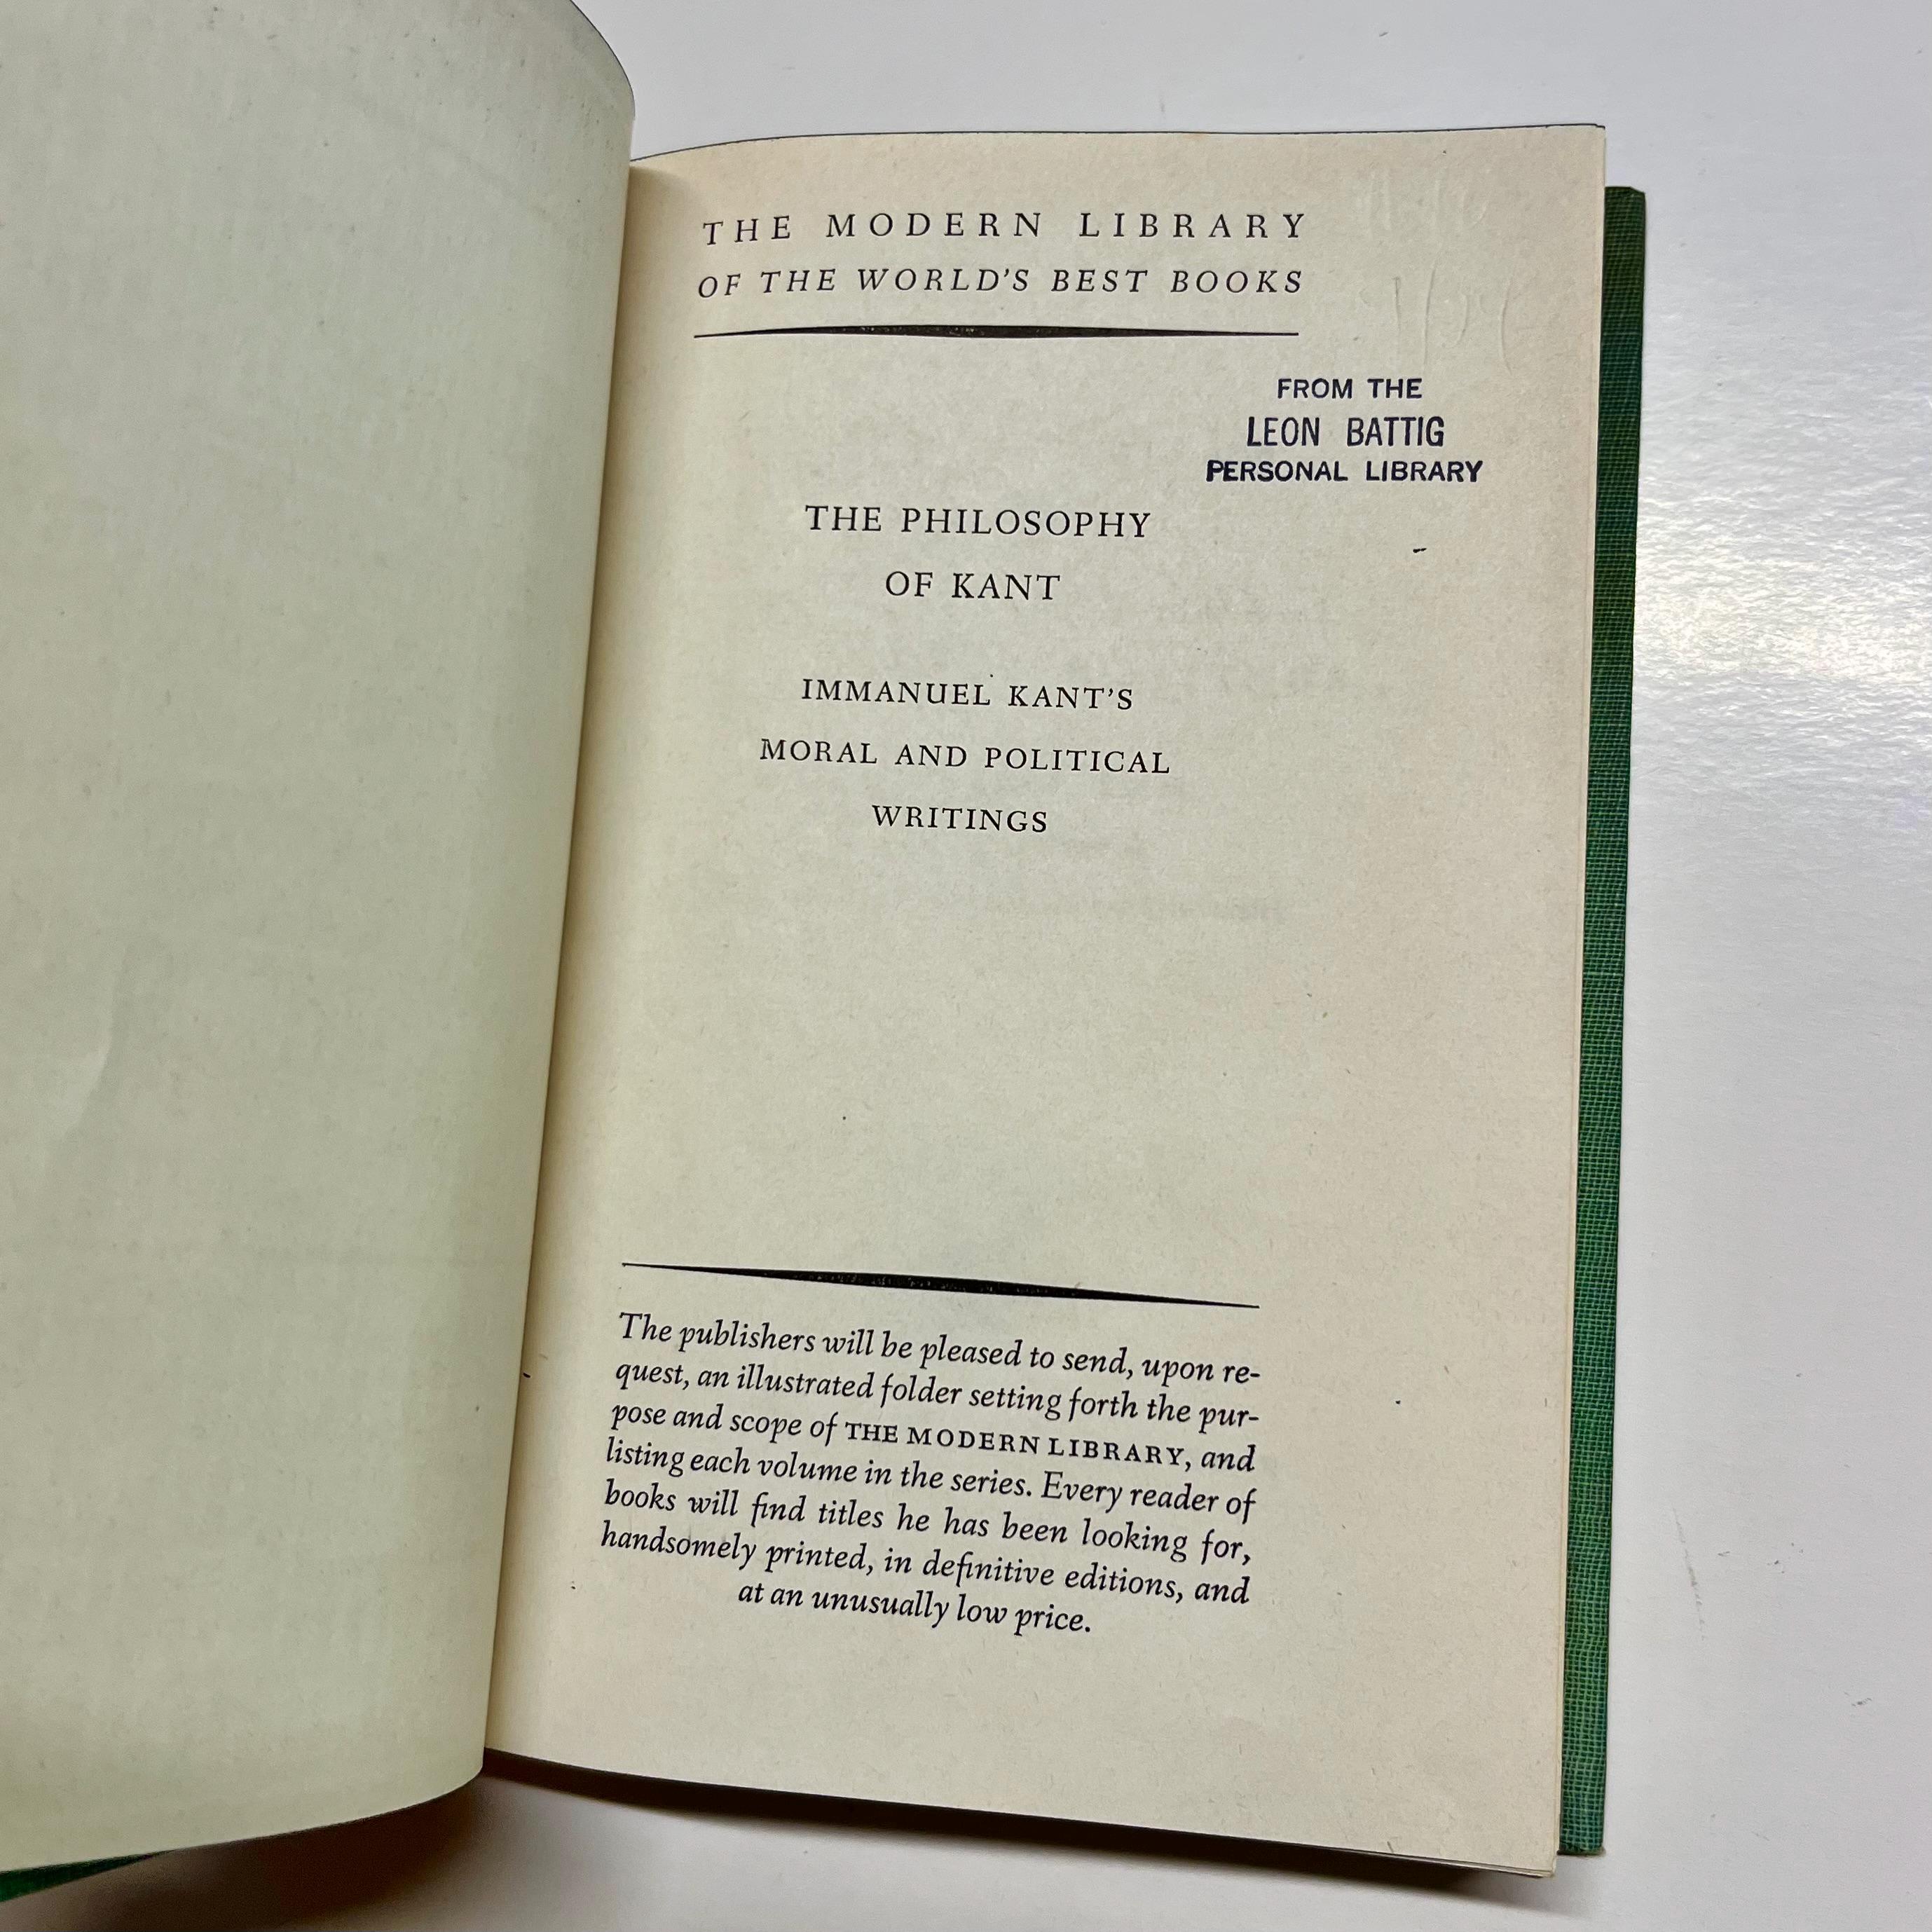 THE MODERN LIBRARY
OF THE WORLD'S BEST BOOKS
FROM THE
LEON BATTIG
PERSONAL LIBRARY
THE PHILOSOPHY
OF KANT
IMMANUEL KANT'S
MORAL AND POLITICAL
WRITINGS
The publishers will be pleased to send, upon re-
quest, an illustrated folder setting forth the pur-
pose and scope of THE MODERN LIBRARY, and
listing each volume in the series. Every reader of
books will find titles he has been looking for,
handsomely printed, in definitive editions, and
at an unusually low price.